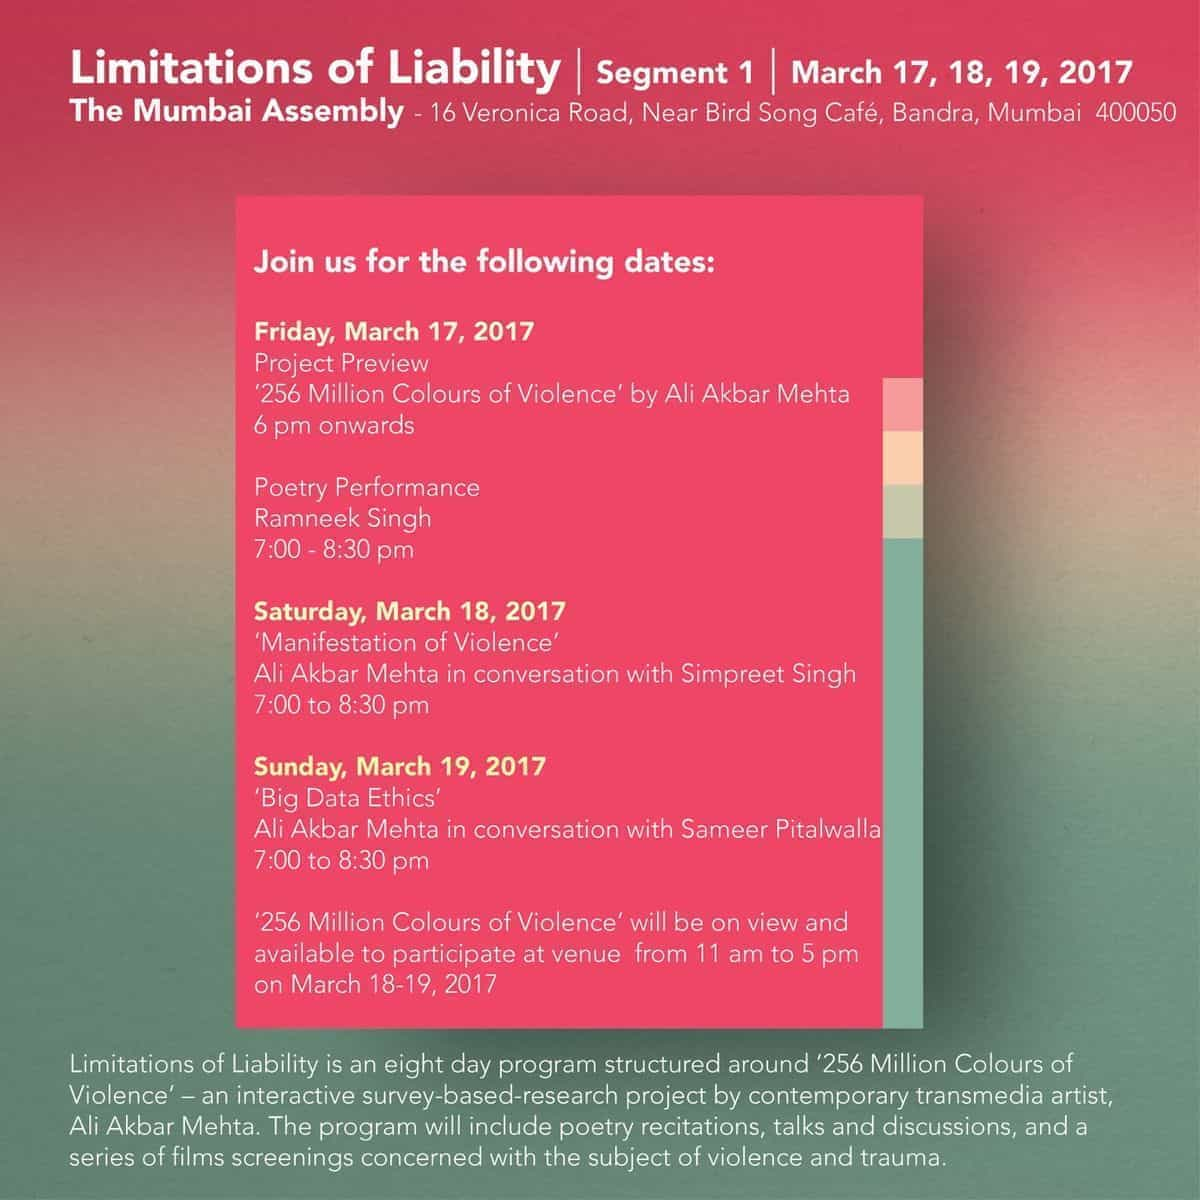 Limitations of Liability | Segment 1 | March 17, 18, 19, 2017
The Mumbai Assembly - 16 Veronica Road, Near Bird Song Café, Bandra, Mumbai 400050
Join us for the following dates:
Friday, March 17, 2017
Project Preview
‘256 Million Colours of Violence’ by Ali Akbar Mehta
6 pm onwards
Poetry Performance
Ramneek Singh
7:00 - 8:30 pm
Saturday, March 18, 2017
‘Manifestation of Violence’
Ali Akbar Mehta in conversation with Simpreet Singh
7:00 to 8:30 pm
Sunday, March 19, 2017
‘Big Data Ethics’
Ali Akbar Mehta in conversation with Sameer Pitalwalla
7:00 to 8:30 pm
‘256 Million Colours of Violence’ will be on view and
available to participate at venue from 11 am to 5 pm
on March 18-19, 2017
Limitations of Liability is an eight day program structured around ‘256 Million Colours of
Violence’ – an interactive survey-based-research project by contemporary transmedia artist,
Ali Akbar Mehta. The program will include poetry recitations, talks and discussions, and a
series of films screenings concerned with the subject of violence and trauma.